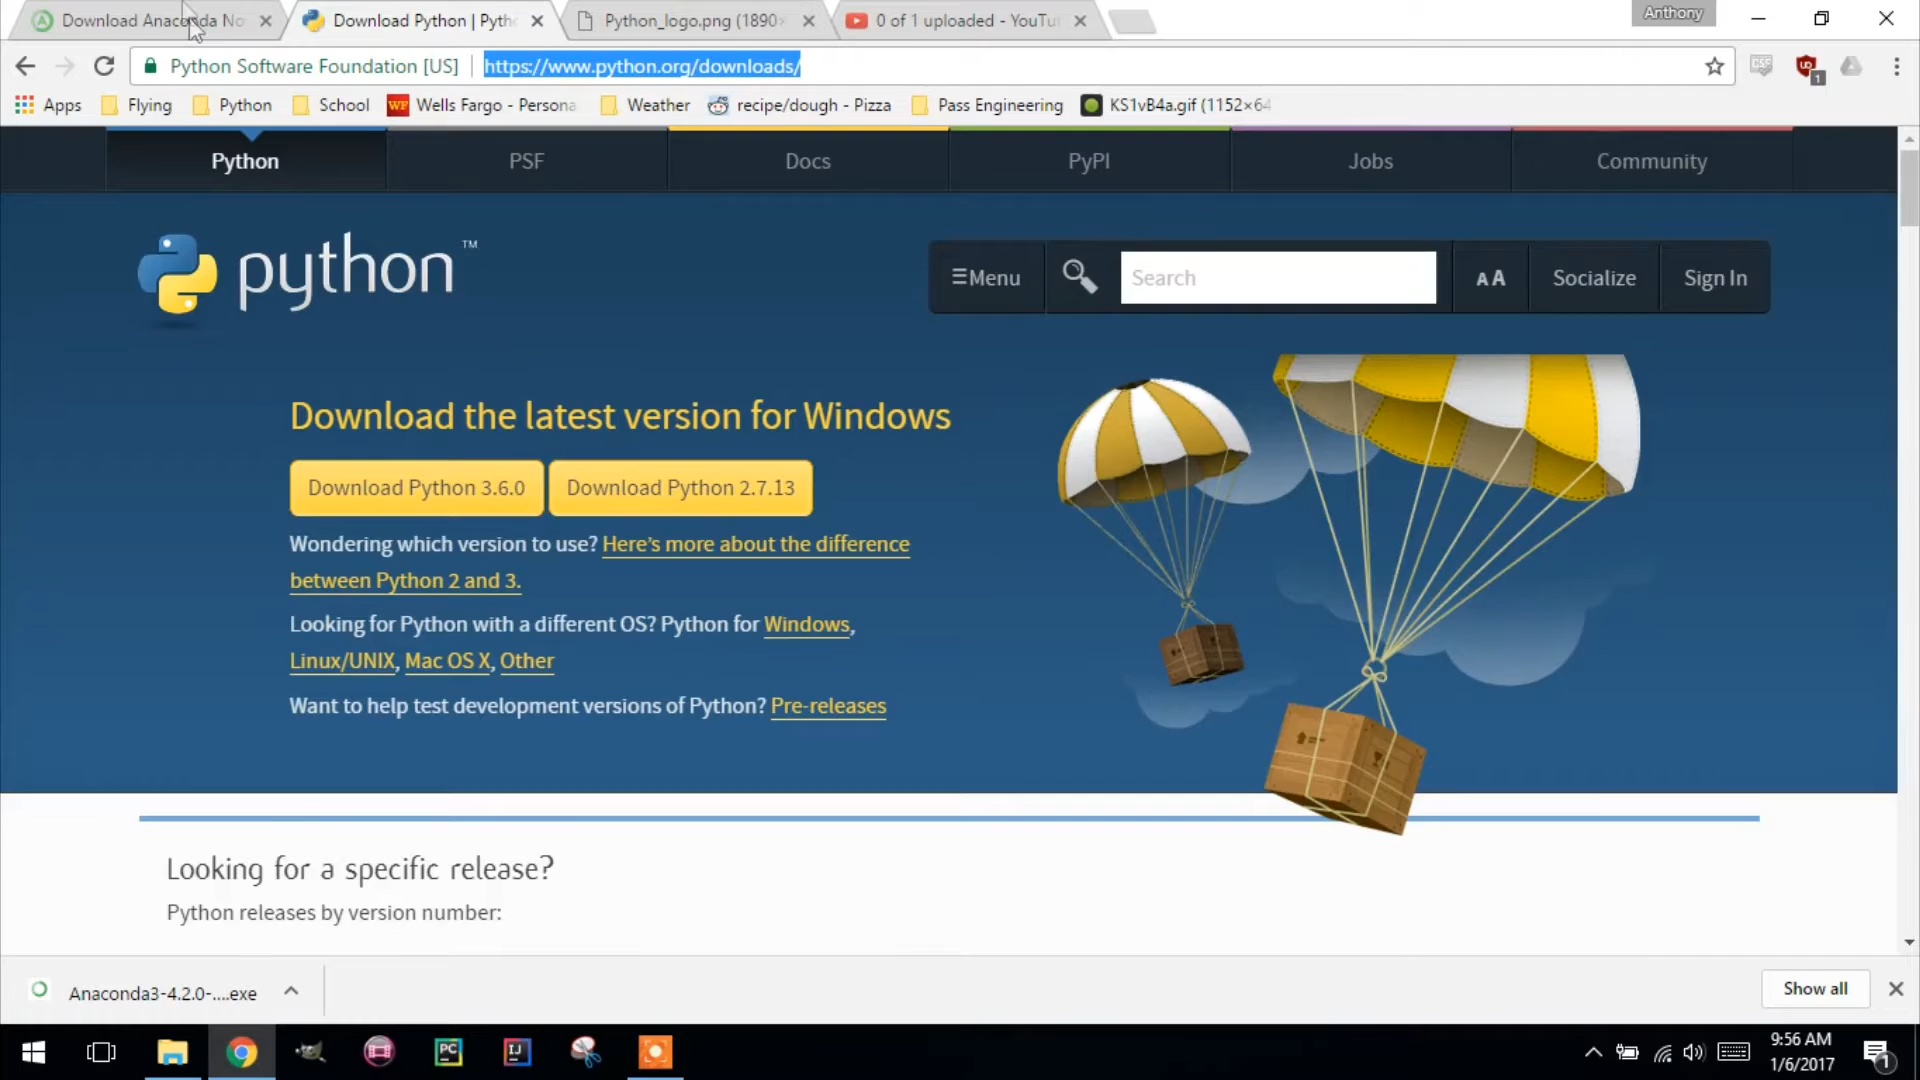 Download Anaconda No
Download Python | Pytho
Python_logo.png (1890×
0 of 1 uploaded - YouTu
Anthony
Python Software Foundation [US]
https://www.python.org/downloads/
Apps
Flying
Python
School
WF
Wells Fargo - Persona
Weather
recipe/dough - Pizza
Pass Engineering
KS1vB4a.gif (1152×64
Python
PSF
Docs
PyPI
Jobs
Community
python™
☰Menu
Search
A A
Socialize
Sign In
Download the latest version for Windows
Download Python 3.6.0
Download Python 2.7.13
Wondering which version to use? Here's more about the difference
between Python 2 and 3.
Looking for Python with a different OS? Python for Windows,
Linux/UNIX, Mac OS X, Other
Want to help test development versions of Python? Pre-releases
Looking for a specific release?
Python releases by version number:
Anaconda3-4.2.0-....exe
Show all
PC
IJ
9:56 AM
1/6/2017
1